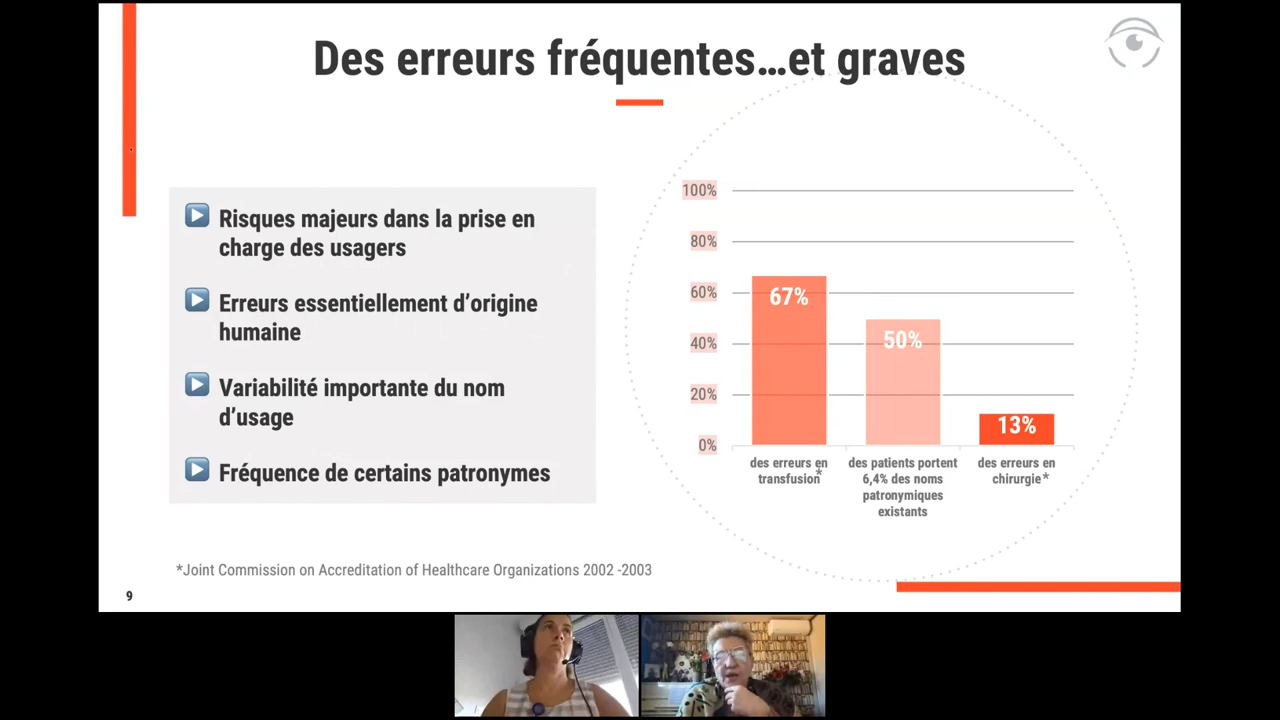 Des erreurs fréquentes…et graves
Risques majeurs dans la prise en
charge des usagers
Erreurs essentiellement d’origine
humaine
Variabilité importante du nom
d’usage
Fréquence de certains patronymes
100%
80%
60%
40%
20%
0%
67%
50%
13%
des erreurs en
transfusion*
des patients portent
6,4% des noms
patronymiques
existants
des erreurs en
chirurgie*
*Joint Commission on Accreditation of Healthcare Organizations 2002 -2003
9